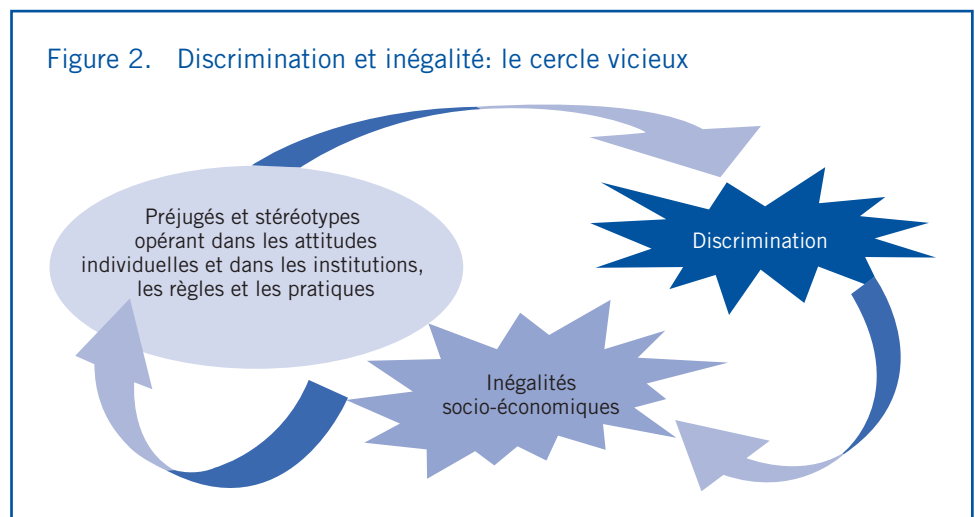 Figure 2. Discrimination et inégalité: le cercle vicieux
Préjugés et stéréotypes
opérant dans les attitudes
individuelles et dans les institutions,
les règles et les pratiques
Discrimination
Inégalités
socio-économiques